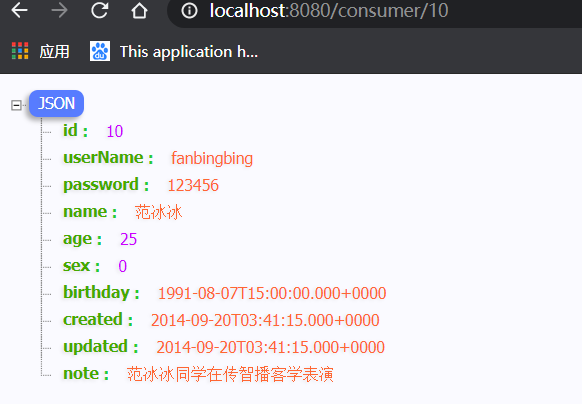 localhost:8080/consumer/10
应用 This application h...
JSON
id : 10
userName : fanbingbing
password : 123456
name : 范冰冰
age : 25
sex : 0
birthday : 1991-08-07T15:00:00.000+0000
created : 2014-09-20T03:41:15.000+0000
updated : 2014-09-20T03:41:15.000+0000
note : 范冰冰同学在传智播客学表演